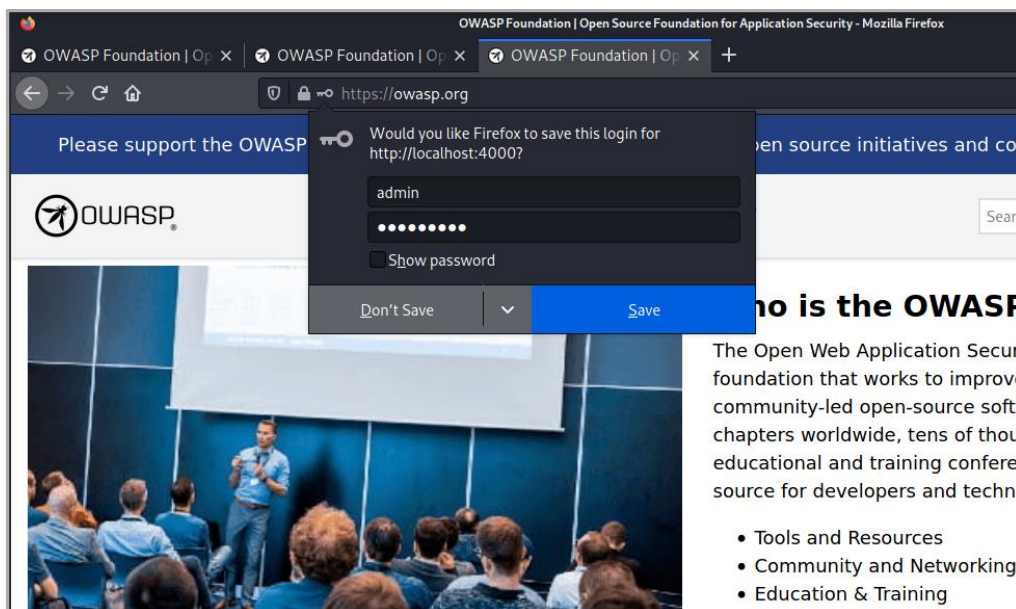 OWASP Foundation | Open Source Foundation for Application Security - Mozilla Firefox
OWASP Foundation | Op
OWASP Foundation | Op
OWASP Foundation | Op
https://owasp.org
Please support the OWASP
pen source initiatives and co
Would you like Firefox to save this login for
http://localhost:4000?
admin
Show password
Don't Save
Save
OWASP
Sear
ho is the OWASP
The Open Web Application Secur
foundation that works to improve
community-led open-source soft
chapters worldwide, tens of thou
educational and training confere
source for developers and techn
• Tools and Resources
• Community and Networking
• Education & Training